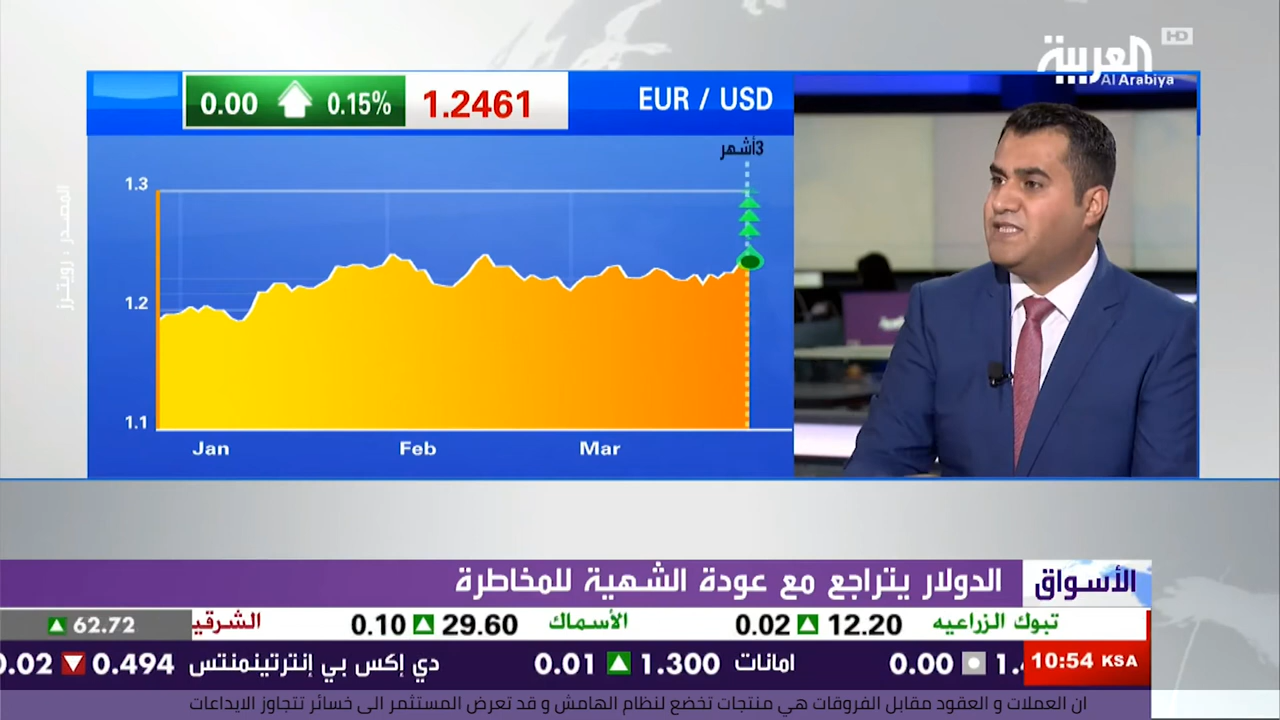 العربية HD
Al Arabiya
0.00 0.15% 1.2461 EUR / USD
3أشهر
1.3
1.2
1.1
Jan Feb Mar
المصدر ، رويترز
الأسواق
الدولار يتراجع مع عودة الشهية للمخاطرة
تبوك الزراعيه 12.20 0.02 الأسماك 29.60 0.10 الشرقي 62.72
10:54 KSA
0.00 امانات 1.300 0.01 دي إكس بي إنترتينمنتس 0.494 0.02
ان العملات و العقود مقابل الفروقات هي منتجات تخضع لنظام الهامش و قد تعرض المستثمر الى خسائر تتجاوز الايداعات